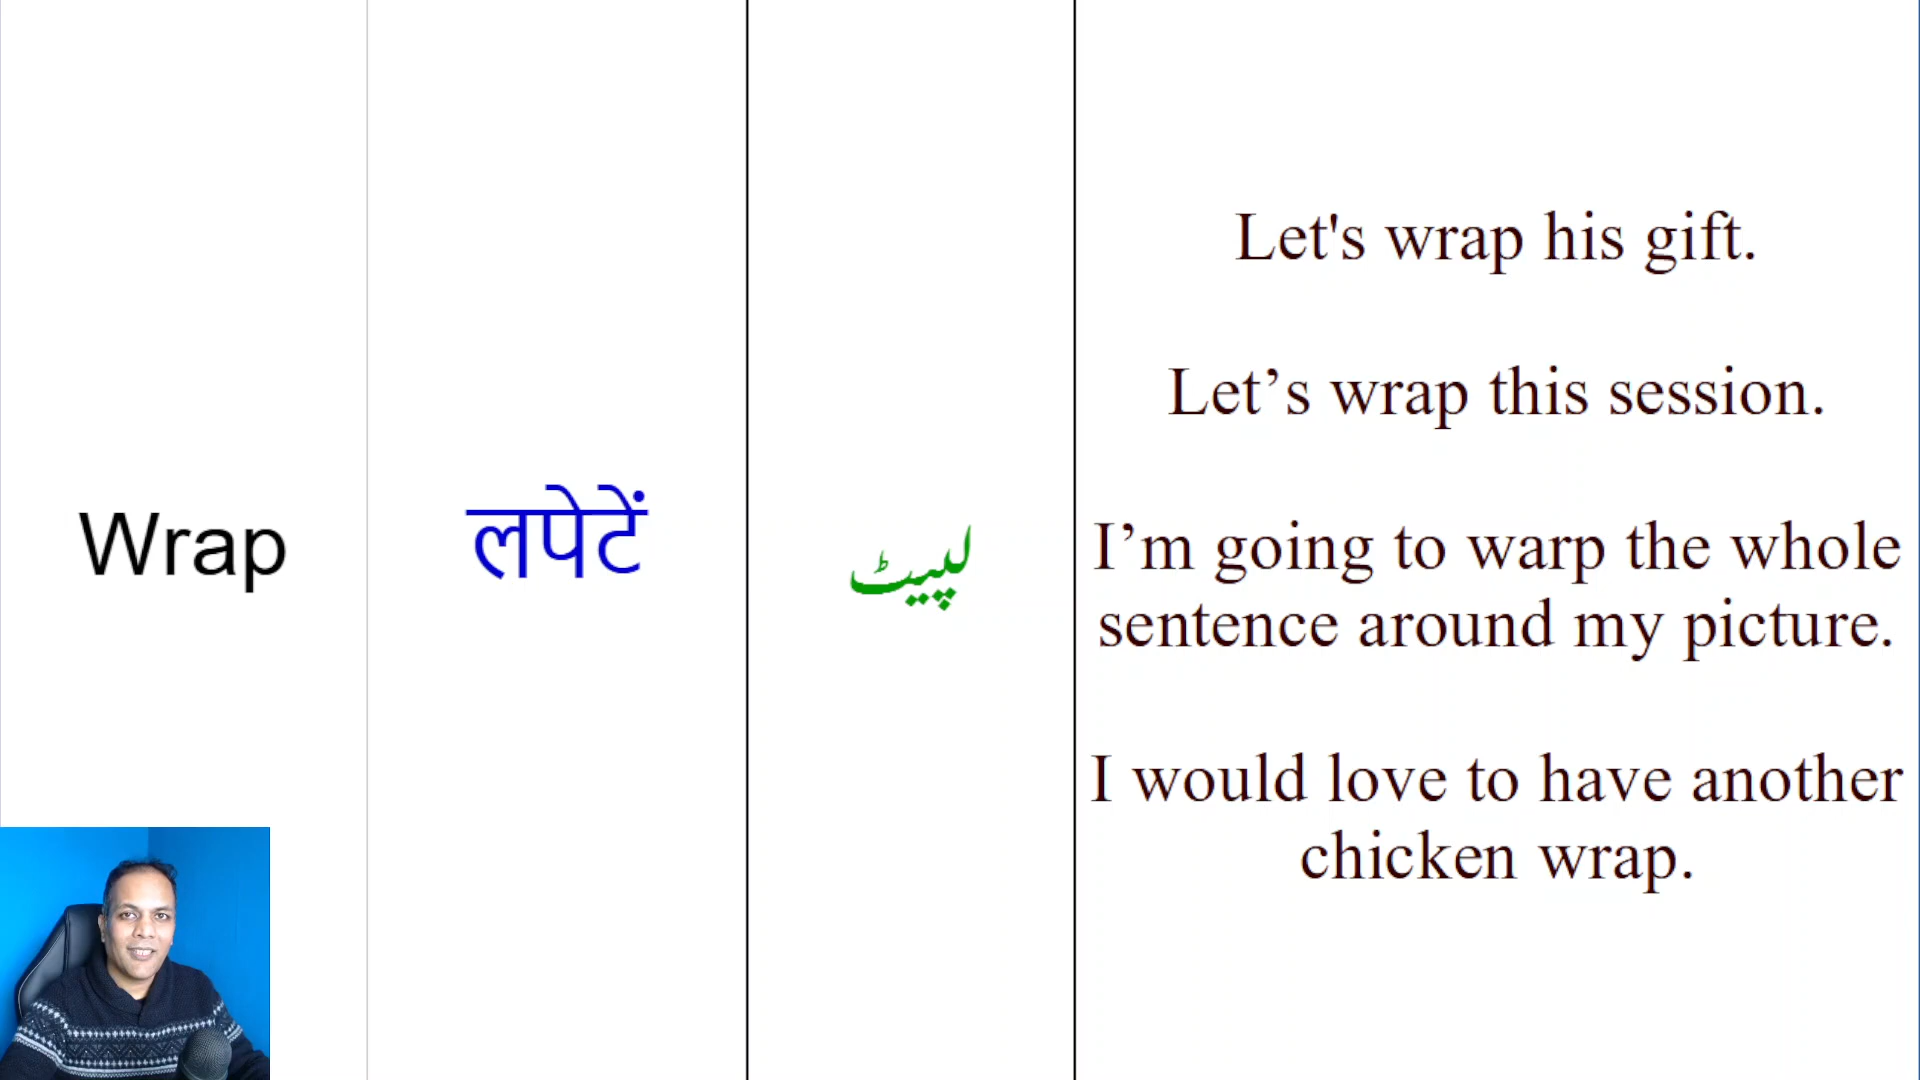 Wrap
लपेटें
لپیٹ
Let's wrap his gift.
Let’s wrap this session.
I’m going to warp the whole
sentence around my picture.
I would love to have another
chicken wrap.